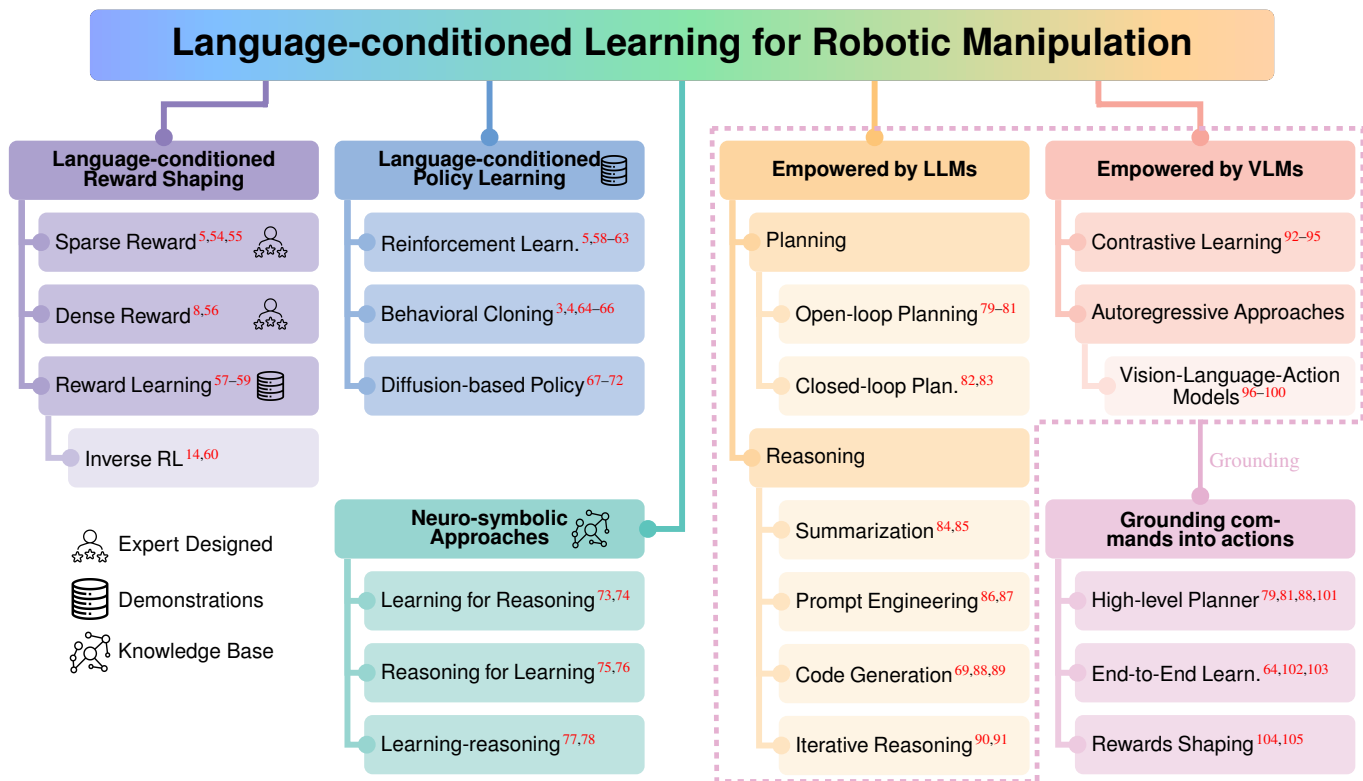 Language-conditioned Learning for Robotic Manipulation
Language-conditioned
Reward Shaping
Sparse Reward 5,54,55
Dense Reward 8,56
Reward Learning 57–59
Inverse RL 14,60
Expert Designed
Demonstrations
Knowledge Base
Language-conditioned
Policy Learning
Reinforcement Learn. 5,58–63
Behavioral Cloning 3,4,64–66
Diffusion-based Policy 67–72
Neuro-symbolic
Approaches
Learning for Reasoning 73,74
Reasoning for Learning 75,76
Learning-reasoning 77,78
Empowered by LLMs
Planning
Open-loop Planning 79–81
Closed-loop Plan. 82,83
Reasoning
Summarization 84,85
Prompt Engineering 86,87
Code Generation 69,88,89
Iterative Reasoning 90,91
Empowered by VLMs
Contrastive Learning 92–95
Autoregressive Approaches
Vision-Language-Action
Models 96–100
Grounding
Grounding com-
mands into actions
High-level Planner 79,81,88,101
End-to-End Learn. 64,102,103
Rewards Shaping 104,105